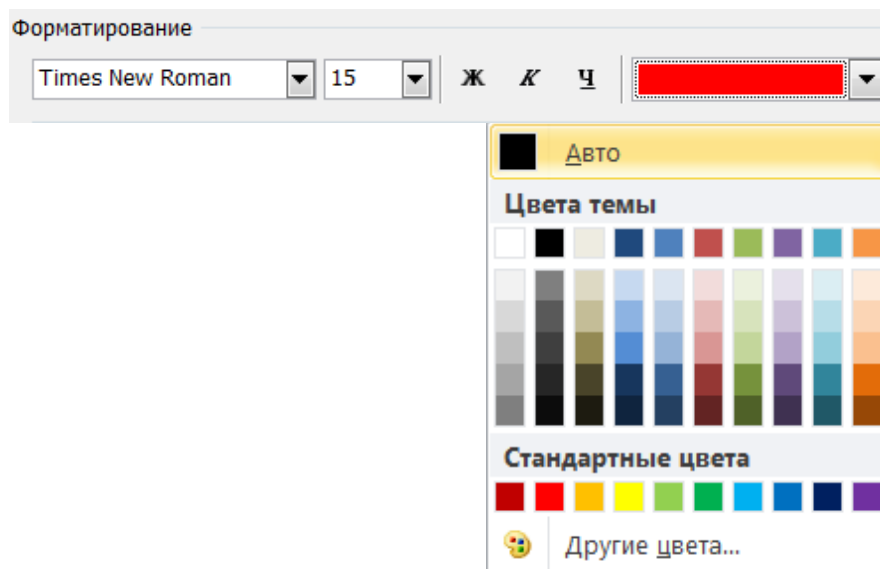 Форматирование
Times New Roman 15 Ж К Ч
Авто
Цвета темы
Стандартные цвета
Другие цвета...